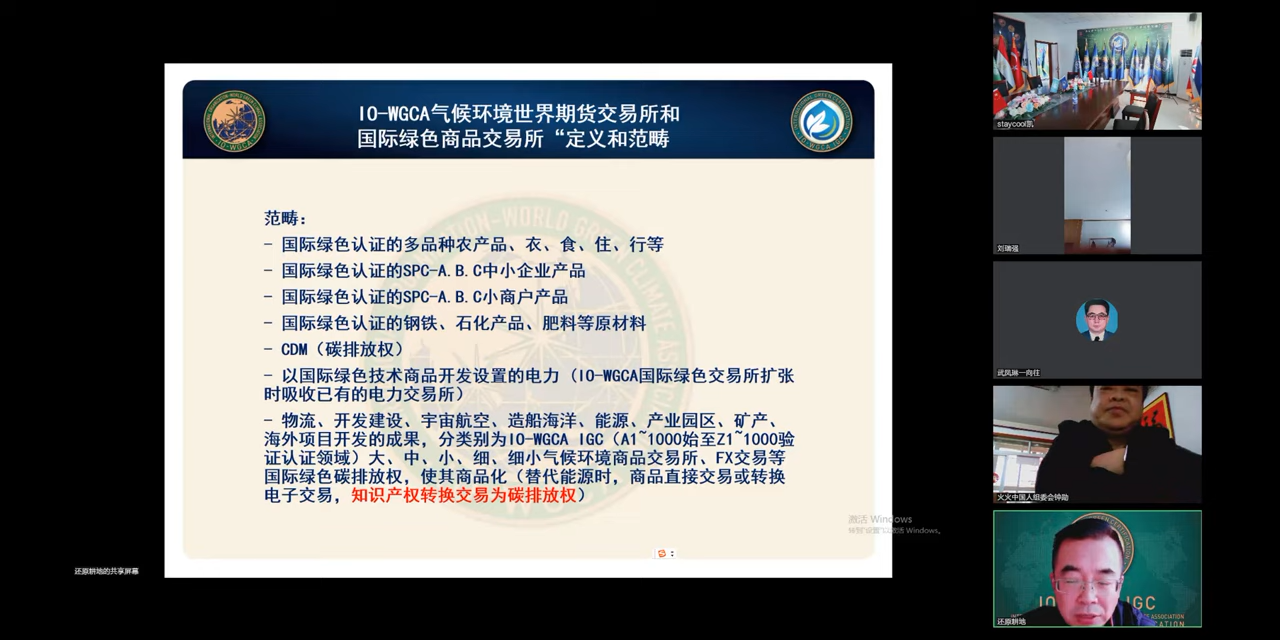 IO-WGCA气候环境世界期货交易所和
国际绿色商品交易所“定义和范畴
范畴：
- 国际绿色认证的多品种农产品、衣、食、住、行等
- 国际绿色认证的SPC-A.B.C中小企业产品
- 国际绿色认证的SPC-A.B.C小商户产品
- 国际绿色认证的钢铁、石化产品、肥料等原材料
- CDM（碳排放权）
- 以国际绿色技术商品开发设置的电力（IO-WGCA国际绿色交易所扩张
时吸收已有的电力交易所）
- 物流、开发建设、宇宙航空、造船海洋、能源、产业园区、矿产、
海外项目开发的成果，分类别为IO-WGCA IGC（A1~1000始至Z1~1000验
证认证领域）大、中、小、细、细小气候环境商品交易所、FX交易等
国际绿色碳排放权，使其商品化（替代能源时，商品直接交易或转换
电子交易，知识产权转换交易为碳排放权）
激活 Windows
转到"设置"以激活 Windows。
还原耕地的共享屏幕
staycool凯
刘瑞强
武凤琳一向往
火火中国人组委会钟勋
IO
IGC
还原耕地